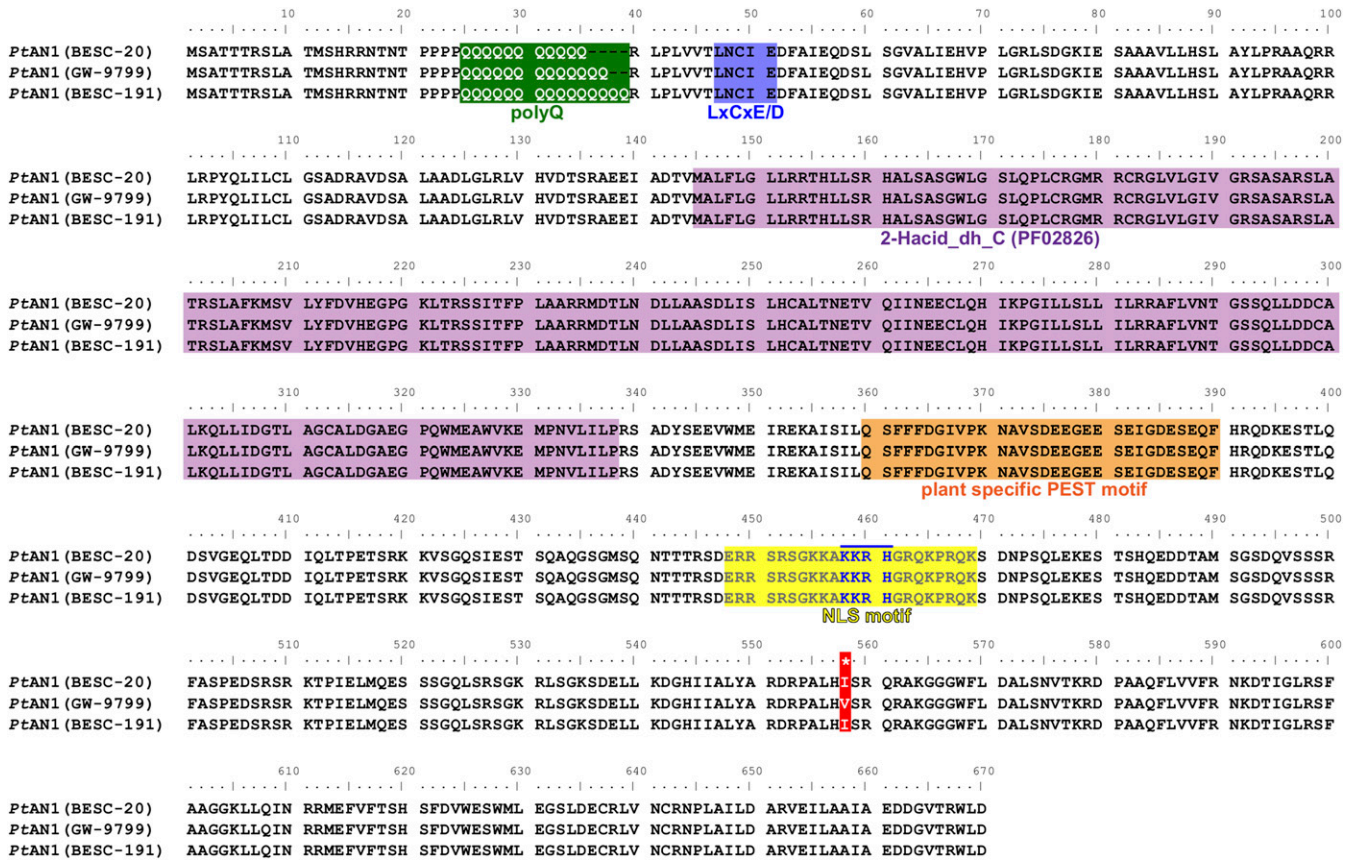 10 20 30 40 50 60 70 80 90 100
PtAN1(BESC-20) MSATTTRSLA TMSHRRNTNT PPPPQQQQQQ QQQQQ----R LPLVVTLNCI EDFAIEQDSL SGVALIEHVP LGRLSDGKIE SAAAVLLHSL AYLPRAAQRR
PtAN1(GW-9799) MSATTTRSLA TMSHRRNTNT PPPPQQQQQQ QQQQQQQ--R LPLVVTLNCI EDFAIEQDSL SGVALIEHVP LGRLSDGKIE SAAAVLLHSL AYLPRAAQRR
PtAN1(BESC-191) MSATTTRSLA TMSHRRNTNT PPPPQQQQQQ QQQQQQQQQR LPLVVTLNCI EDFAIEQDSL SGVALIEHVP LGRLSDGKIE SAAAVLLHSL AYLPRAAQRR
polyQ LxCxE/D
110 120 130 140 150 160 170 180 190 200
PtAN1(BESC-20) LRPYQLILCL GSADRAVDSA LAADLGLRLV HVDTSRAEEI ADTVMALFLG LLRRTHLLSR HALSASGWLG SLQPLCRGMR RCRGLVLGIV GRSASARSLA
PtAN1(GW-9799) LRPYQLILCL GSADRAVDSA LAADLGLRLV HVDTSRAEEI ADTVMALFLG LLRRTHLLSR HALSASGWLG SLQPLCRGMR RCRGLVLGIV GRSASARSLA
PtAN1(BESC-191) LRPYQLILCL GSADRAVDSA LAADLGLRLV HVDTSRAEEI ADTVMALFLG LLRRTHLLSR HALSASGWLG SLQPLCRGMR RCRGLVLGIV GRSASARSLA
2-Hacid_dh_C (PF02826)
210 220 230 240 250 260 270 280 290 300
PtAN1(BESC-20) TRSLAFKMSV LYFDVHEGPG KLTRSSITFP LAARRMDTLN DLLAASDLIS LHCALTNETV QIINEECLQH IKPGILLSLL ILRRAFLVNT GSSQLLDDCA
PtAN1(GW-9799) TRSLAFKMSV LYFDVHEGPG KLTRSSITFP LAARRMDTLN DLLAASDLIS LHCALTNETV QIINEECLQH IKPGILLSLL ILRRAFLVNT GSSQLLDDCA
PtAN1(BESC-191) TRSLAFKMSV LYFDVHEGPG KLTRSSITFP LAARRMDTLN DLLAASDLIS LHCALTNETV QIINEECLQH IKPGILLSLL ILRRAFLVNT GSSQLLDDCA
310 320 330 340 350 360 370 380 390 400
PtAN1(BESC-20) LKQLLIDGTL AGCALDGAEG PQWMEAWVKE MPNVLILPRS ADYSEEVWME IREKAISILQ SFFFDGIVPK NAVSDEEGEE SEIGDESEQF HRQDKESTLQ
PtAN1(GW-9799) LKQLLIDGTL AGCALDGAEG PQWMEAWVKE MPNVLILPRS ADYSEEVWME IREKAISILQ SFFFDGIVPK NAVSDEEGEE SEIGDESEQF HRQDKESTLQ
PtAN1(BESC-191) LKQLLIDGTL AGCALDGAEG PQWMEAWVKE MPNVLILPRS ADYSEEVWME IREKAISILQ SFFFDGIVPK NAVSDEEGEE SEIGDESEQF HRQDKESTLQ
plant specific PEST motif
410 420 430 440 450 460 470 480 490 500
PtAN1(BESC-20) DSVGEQLTDD IQLTPETSRK KVSGQSIEST SQAQGSGMSQ NTTTRSDERR SRSGKKAKKR HGRQKPRQKS DNPSQLEKES TSHQEDDTAM SGSDQVSSSR
PtAN1(GW-9799) DSVGEQLTDD IQLTPETSRK KVSGQSIEST SQAQGSGMSQ NTTTRSDERR SRSGKKAKKR HGRQKPRQKS DNPSQLEKES TSHQEDDTAM SGSDQVSSSR
PtAN1(BESC-191) DSVGEQLTDD IQLTPETSRK KVSGQSIEST SQAQGSGMSQ NTTTRSDERR SRSGKKAKKR HGRQKPRQKS DNPSQLEKES TSHQEDDTAM SGSDQVSSSR
NLS motif
510 520 530 540 550 560 570 580 590 600
*
PtAN1(BESC-20) FASPEDSRSR KTPIELMQES SSGQLSRSGK RLSGKSDELL KDGHIIALYA RDRPALHISR QRAKGGGWFL DALSNVTKRD PAAQFLVVFR NKDTIGLRSF
PtAN1(GW-9799) FASPEDSRSR KTPIELMQES SSGQLSRSGK RLSGKSDELL KDGHIIALYA RDRPALHVSR QRAKGGGWFL DALSNVTKRD PAAQFLVVFR NKDTIGLRSF
PtAN1(BESC-191) FASPEDSRSR KTPIELMQES SSGQLSRSGK RLSGKSDELL KDGHIIALYA RDRPALHISR QRAKGGGWFL DALSNVTKRD PAAQFLVVFR NKDTIGLRSF
610 620 630 640 650 660 670
PtAN1(BESC-20) AAGGKLLQIN RRMEFVFTSH SFDVWESWML EGSLDECRLV NCRNPLAILD ARVEILAAIA EDDGVTRWLD
PtAN1(GW-9799) AAGGKLLQIN RRMEFVFTSH SFDVWESWML EGSLDECRLV NCRNPLAILD ARVEILAAIA EDDGVTRWLD
PtAN1(BESC-191) AAGGKLLQIN RRMEFVFTSH SFDVWESWML EGSLDECRLV NCRNPLAILD ARVEILAAIA EDDGVTRWLD